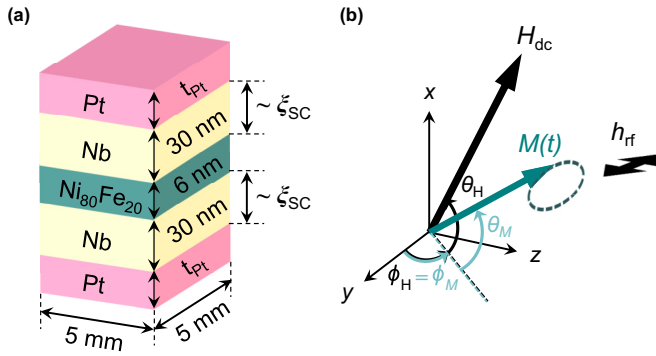 (a)
Pt
t_Pt
~ ξ_SC
Nb
30 nm
Ni₈₀Fe₂₀
6 nm
~ ξ_SC
Nb
30 nm
Pt
t_Pt
5 mm
5 mm
(b)
H_dc
x
M(t)
h_rf
θ_H
θ_M
z
y
ϕ_H = ϕ_M